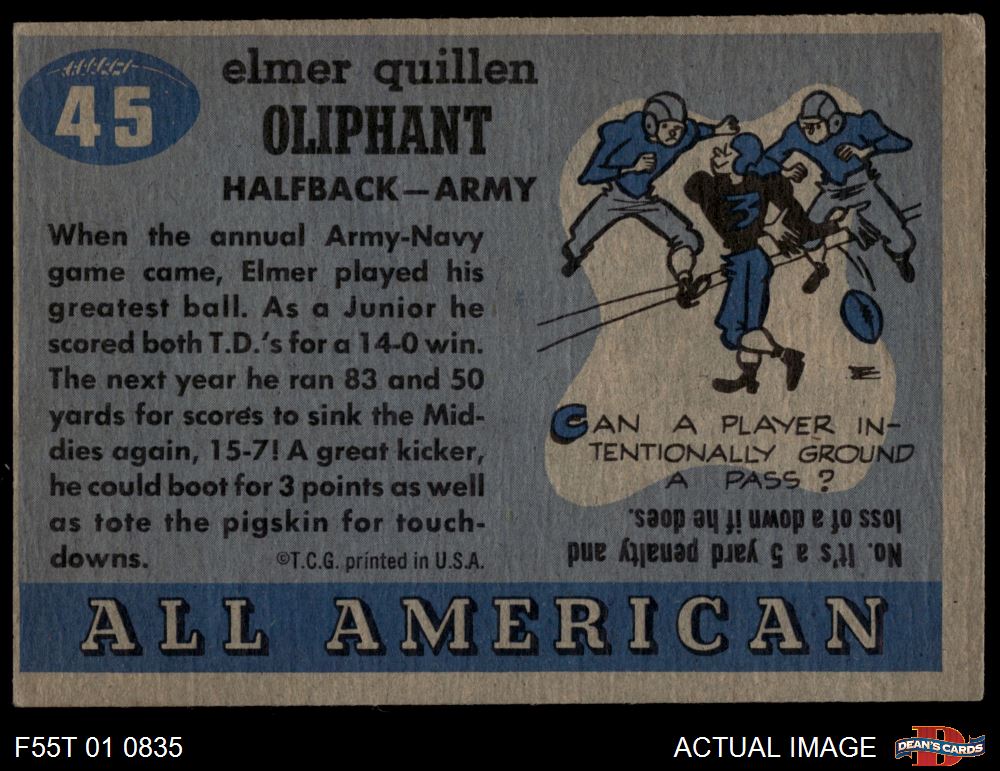 45
elmer quillen
OLIPHANT
HALFBACK—ARMY
When the annual Army-Navy
game came, Elmer played his
greatest ball. As a Junior he
scored both T.D.'s for a 14-0 win.
The next year he ran 83 and 50
yards for scores to sink the Mid-
dies again, 15-7! A great kicker,
he could boot for 3 points as well
as tote the pigskin for touch-
downs.
©T.C.G. printed in U.S.A.
3
CAN A PLAYER IN-
TENTIONALLY GROUND
A PASS?
No. It's a 5 yard penalty and
loss of a down if he does.
ALL AMERICAN
F55T 01 0835
ACTUAL IMAGE
D
DEAN'S CARDS